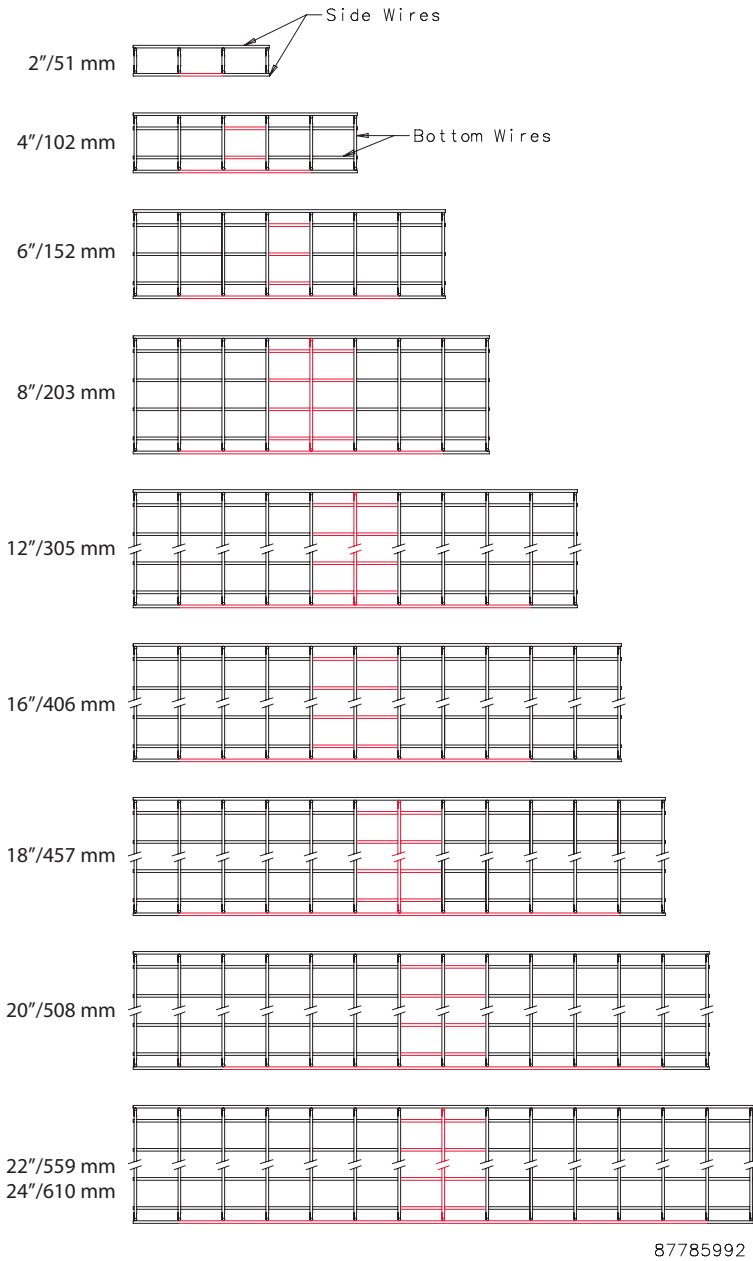 Side Wires
2”/51 mm
4”/102 mm
Bottom Wires
6”/152 mm
8”/203 mm
12”/305 mm
16”/406 mm
18”/457 mm
20”/508 mm
22”/559 mm
24”/610 mm
87785992